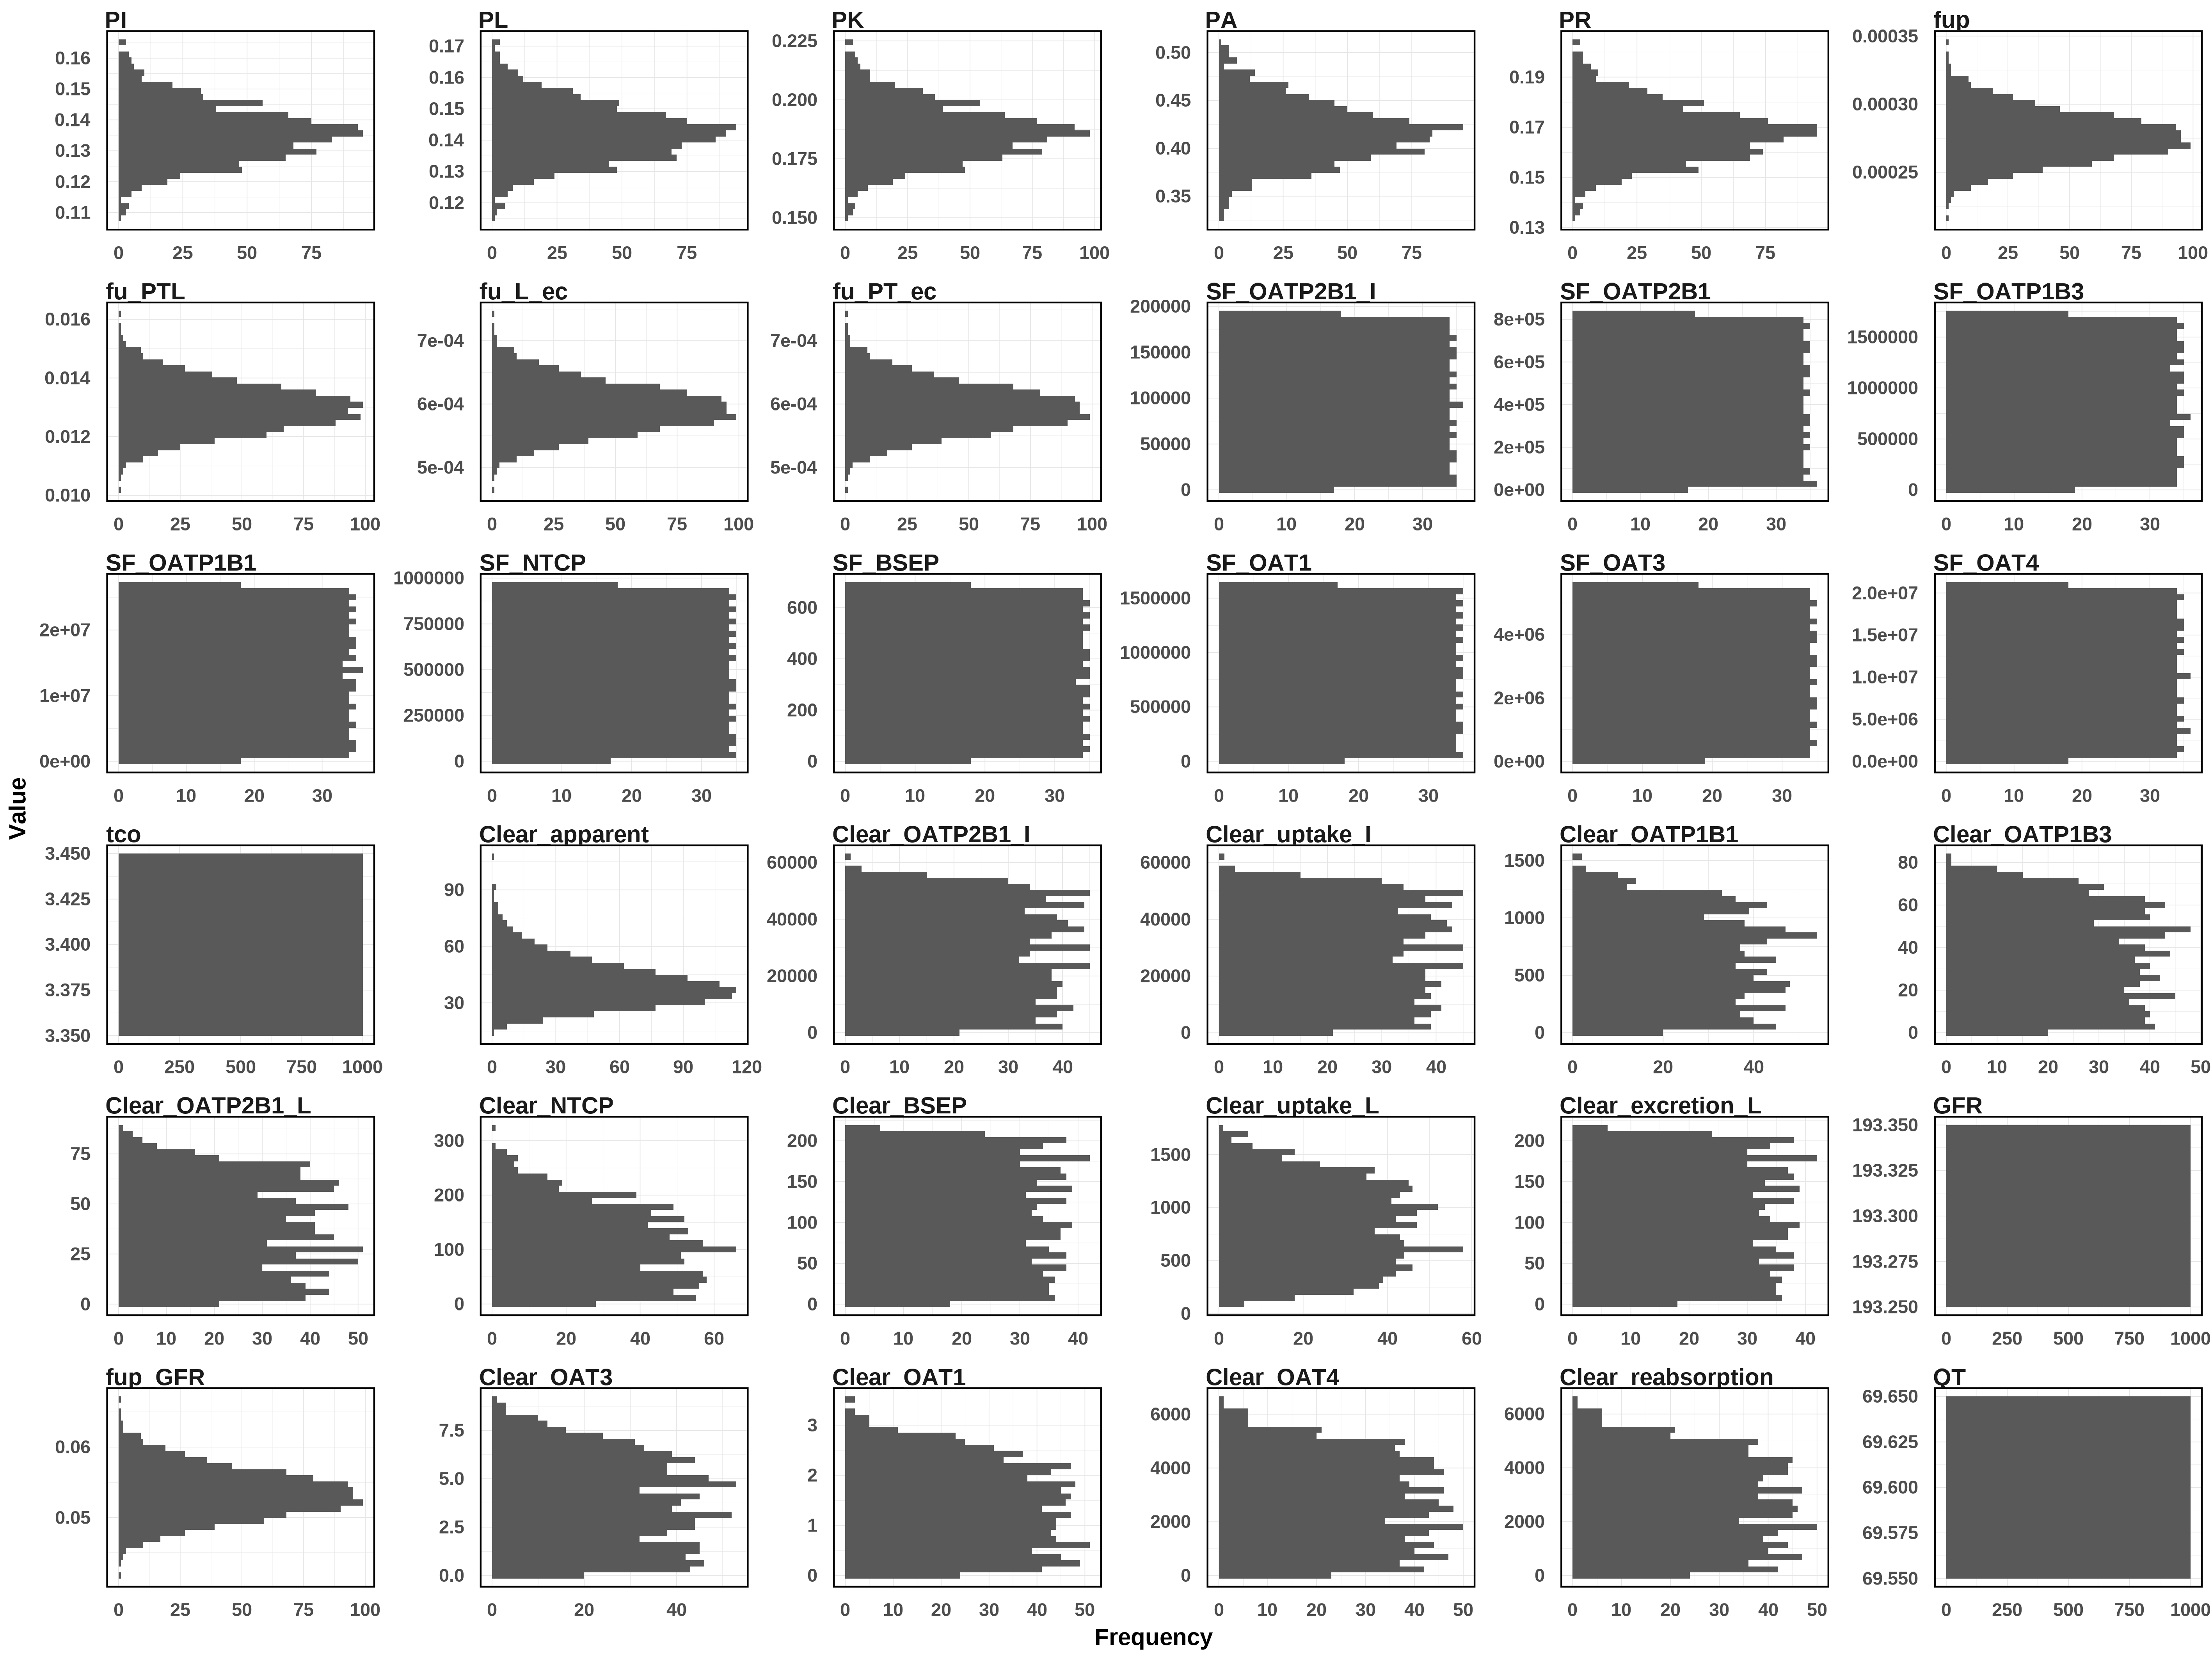 PI PL PK PA PR fup
0.16 0.15 0.14 0.13 0.12 0.11
0 25 50 75
0.17 0.16 0.15 0.14 0.13 0.12
0 25 50 75
0.225 0.200 0.175 0.150
0 25 50 75 100
0.50 0.45 0.40 0.35
0 25 50 75
0.19 0.17 0.15 0.13
0 25 50 75
0.00035 0.00030 0.00025
0 25 50 75 100
fu_PTL fu_L_ec fu_PT_ec SF_OATP2B1_I SF_OATP2B1 SF_OATP1B3
0.016 0.014 0.012 0.010
0 25 50 75 100
7e-04 6e-04 5e-04
0 25 50 75 100
7e-04 6e-04 5e-04
0 25 50 75 100
200000 150000 100000 50000 0
0 10 20 30
8e+05 6e+05 4e+05 2e+05 0e+00
0 10 20 30
1500000 1000000 500000 0
0 10 20 30
SF_OATP1B1 SF_NTCP SF_BSEP SF_OAT1 SF_OAT3 SF_OAT4
2e+07 1e+07 0e+00
0 10 20 30
1000000 750000 500000 250000 0
0 10 20 30
600 400 200 0
0 10 20 30
1500000 1000000 500000 0
0 10 20 30
4e+06 2e+06 0e+00
0 10 20 30
2.0e+07 1.5e+07 1.0e+07 5.0e+06 0.0e+00
0 10 20 30
Value
tco Clear_apparent Clear_OATP2B1_I Clear_uptake_I Clear_OATP1B1 Clear_OATP1B3
3.450 3.425 3.400 3.375 3.350
0 250 500 750 1000
90 60 30
0 30 60 90 120
60000 40000 20000 0
0 10 20 30 40
60000 40000 20000 0
0 10 20 30 40
1500 1000 500 0
0 20 40
80 60 40 20 0
0 10 20 30 40 50
Clear_OATP2B1_L Clear_NTCP Clear_BSEP Clear_uptake_L Clear_excretion_L GFR
75 50 25 0
0 10 20 30 40 50
300 200 100 0
0 20 40 60
200 150 100 50 0
0 10 20 30 40
1500 1000 500 0
0 20 40 60
200 150 100 50 0
0 10 20 30 40
193.350 193.325 193.300 193.275 193.250
0 250 500 750 1000
fup_GFR Clear_OAT3 Clear_OAT1 Clear_OAT4 Clear_reabsorption QT
0.06 0.05
0 25 50 75 100
7.5 5.0 2.5 0.0
0 20 40
3 2 1 0
0 10 20 30 40 50
6000 4000 2000 0
0 10 20 30 40 50
6000 4000 2000 0
0 10 20 30 40 50
69.650 69.625 69.600 69.575 69.550
0 250 500 750 1000
Frequency